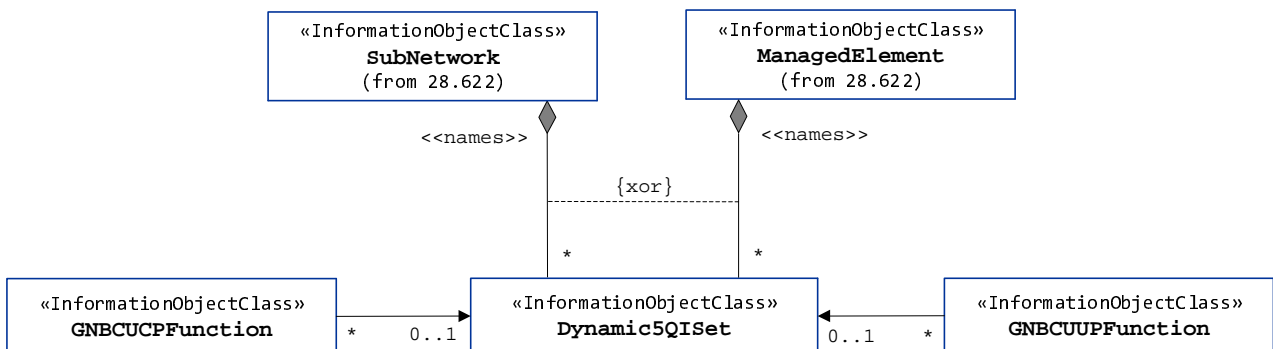 «InformationObjectClass»
SubNetwork
(from 28.622)
«InformationObjectClass»
ManagedElement
(from 28.622)
<<names>>
<<names>>
{xor}
*
*
«InformationObjectClass»
GNBCUCPFunction
*
0..1
«InformationObjectClass»
Dynamic5QISet
0..1
*
«InformationObjectClass»
GNBCUUPFunction